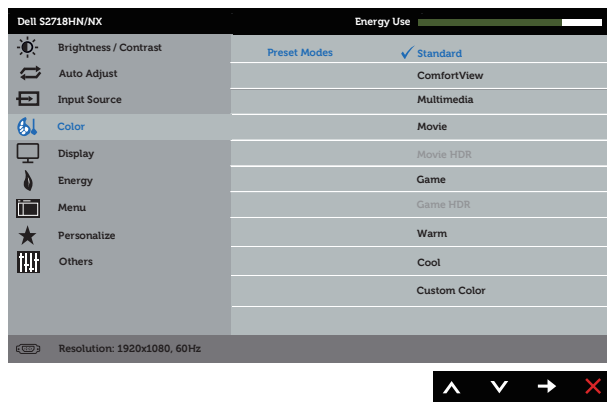 Dell S2718HN/NX Energy Use
Brightness / Contrast
Auto Adjust
Input Source
Color
Display
Energy
Menu
Personalize
Others
Preset Modes
Standard
ComfortView
Multimedia
Movie
Movie HDR
Game
Game HDR
Warm
Cool
Custom Color
Resolution: 1920x1080, 60Hz